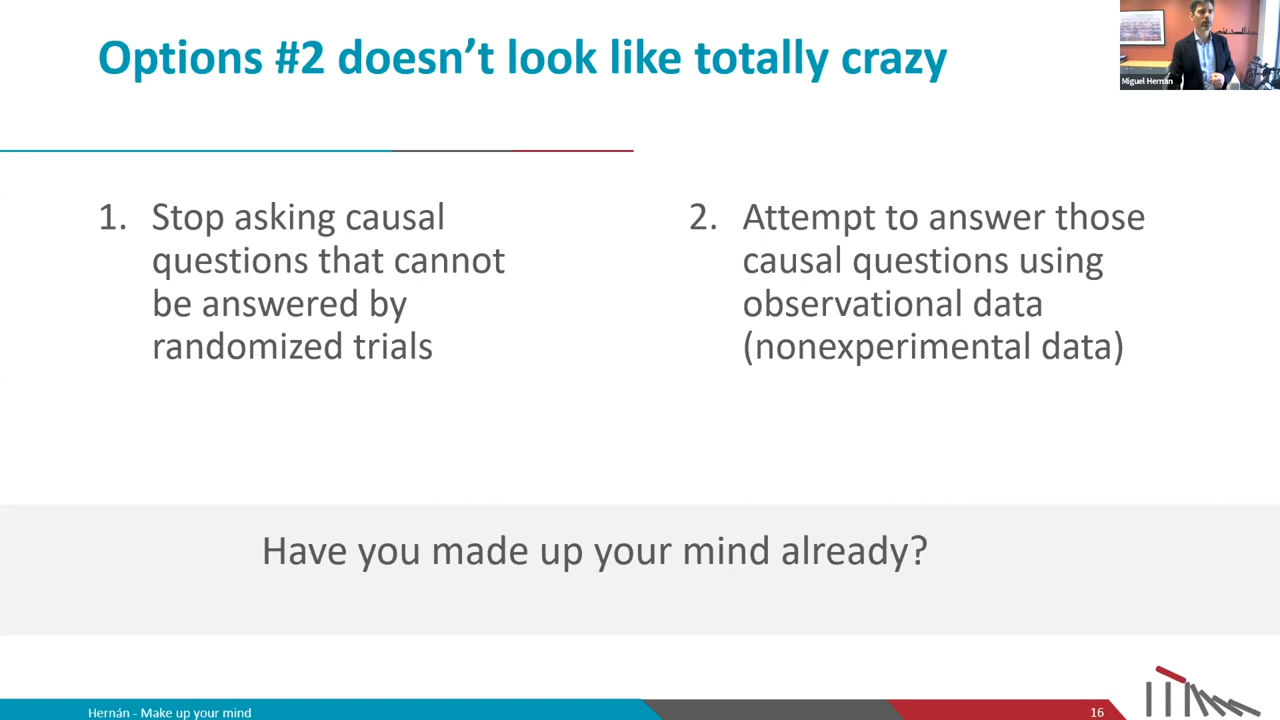 Options #2 doesn’t look like totally crazy
Miguel Hernán
1. Stop asking causal
questions that cannot
be answered by
randomized trials
2. Attempt to answer those
causal questions using
observational data
(nonexperimental data)
Have you made up your mind already?
Hernán - Make up your mind
16